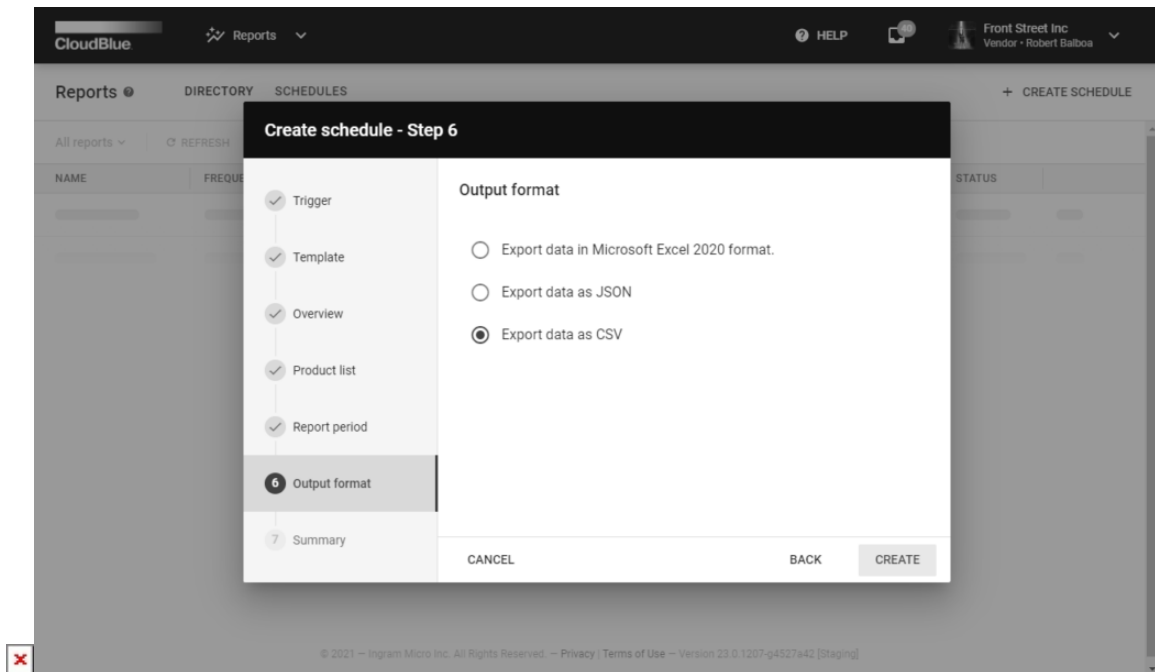 CloudBlue
Reports
HELP
40
Front Street Inc
Vendor • Robert Balboa
Reports
DIRECTORY
SCHEDULES
+ CREATE SCHEDULE
All reports
REFRESH
NAME
FREQUE
STATUS
Create schedule - Step 6
Trigger
Template
Overview
Product list
Report period
6 Output format
7 Summary
Output format
Export data in Microsoft Excel 2020 format.
Export data as JSON
Export data as CSV
CANCEL
BACK
CREATE
© 2021 — Ingram Micro Inc. All Rights Reserved. — Privacy | Terms of Use — Version 23.0.1207-g4527a42 [Staging]